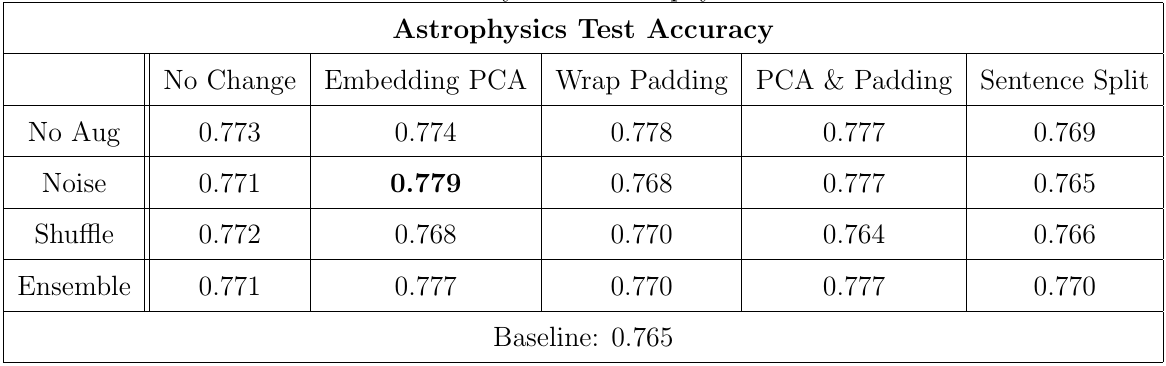 Astrophysics Test Accuracy
No Change Embedding PCA Wrap Padding PCA & Padding Sentence Split
No Aug 0.773 0.774 0.778 0.777 0.769
Noise 0.771 0.779 0.768 0.777 0.765
Shuffle 0.772 0.768 0.770 0.764 0.766
Ensemble 0.771 0.777 0.770 0.777 0.770
Baseline: 0.765